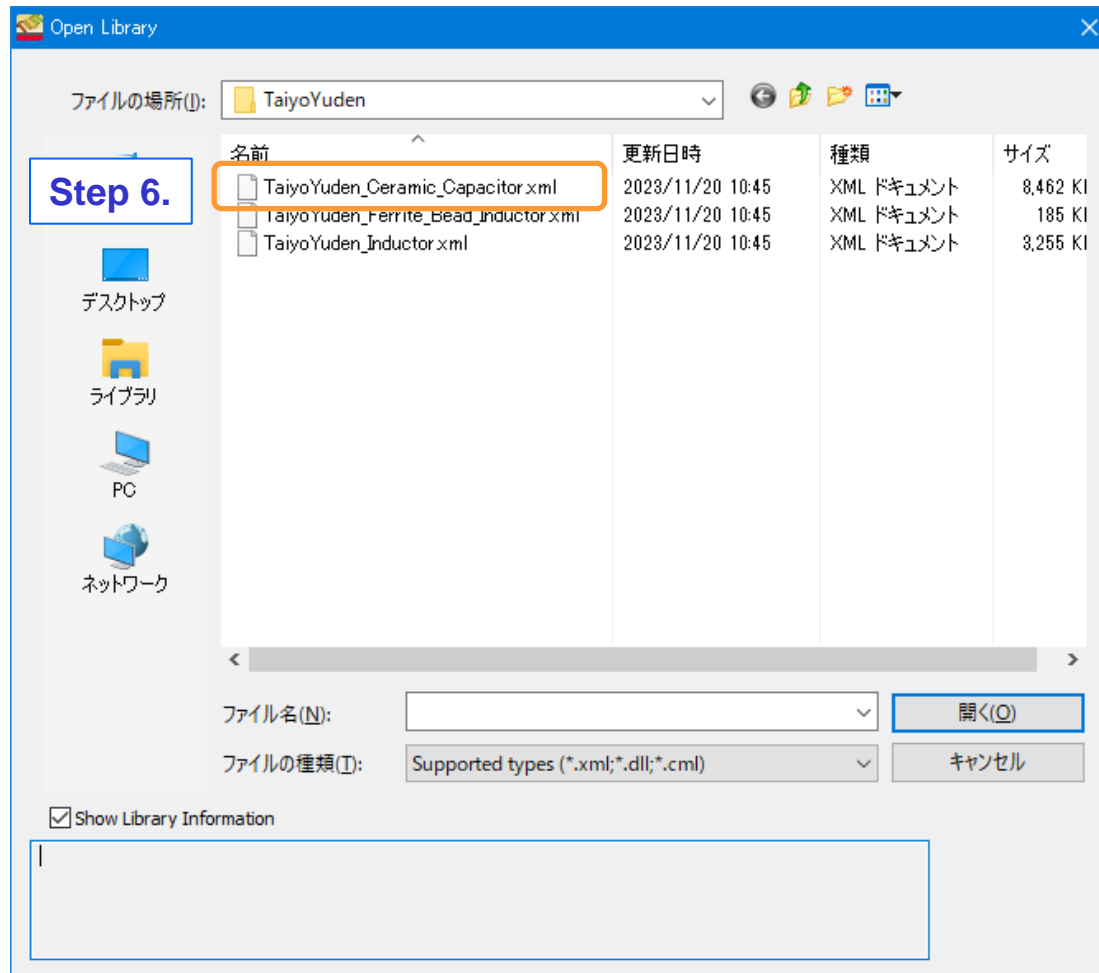 Open Library
ファイルの場所(I): TaiyoYuden
名前 更新日時 種類 サイズ
Step 6.
TaiyoYuden_Ceramic_Capacitor.xml 2023/11/20 10:45 XML ドキュメント 8,462 KI
TaiyoYuden_Ferrite_Bead_Inductor.xml 2023/11/20 10:45 XML ドキュメント 185 KI
TaiyoYuden_Inductor.xml 2023/11/20 10:45 XML ドキュメント 3,255 KI
デスクトップ
ライブラリ
PC
ネットワーク
ファイル名(N): 開く(O)
ファイルの種類(T): Supported types (*.xml;*.dll;*.cml) キャンセル
Show Library Information